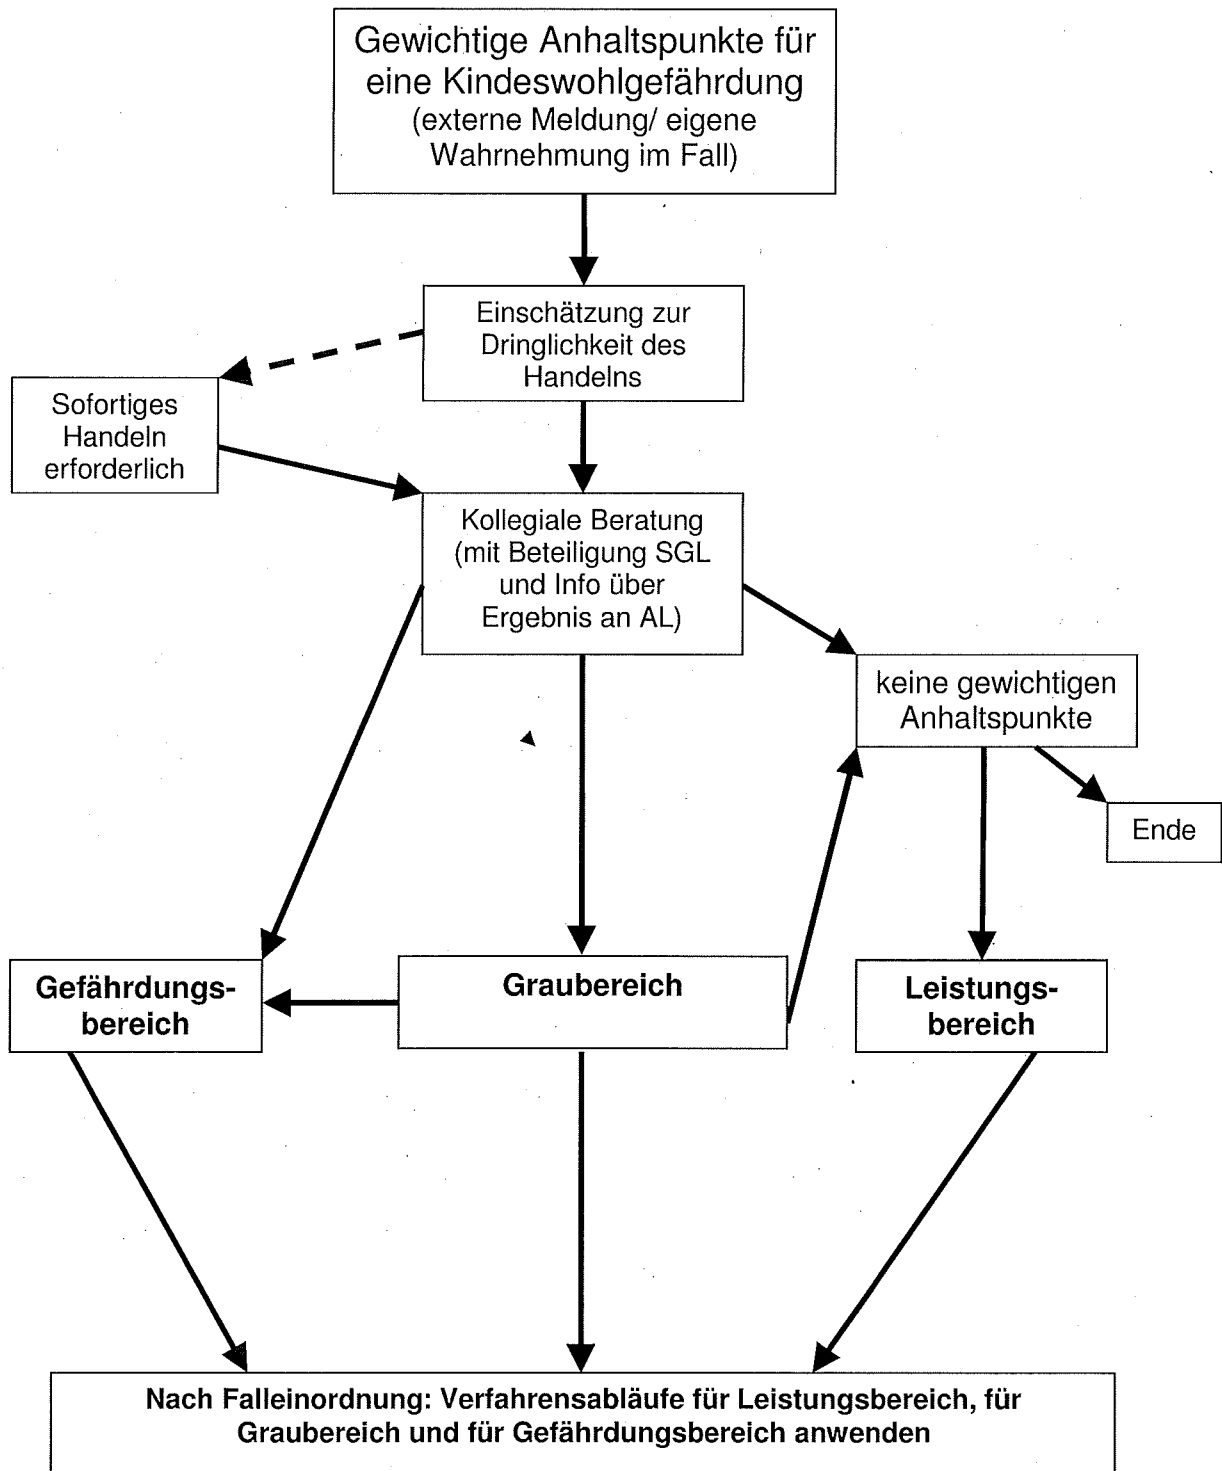 Gewichtige Anhaltspunkte für
eine Kindeswohlgefährdung
(externe Meldung/ eigene
Wahrnehmung im Fall)
Einschätzung zur
Dringlichkeit des
Handelns
Sofortiges
Handeln
erforderlich
Kollegiale Beratung
(mit Beteiligung SGL
und Info über
Ergebnis an AL)
keine gewichtigen
Anhaltspunkte
Ende
Gefährdungs-
bereich
Graubereich
Leistungs-
bereich
Nach Falleinordnung: Verfahrensabläufe für Leistungsbereich, für
Graubereich und für Gefährdungsbereich anwenden